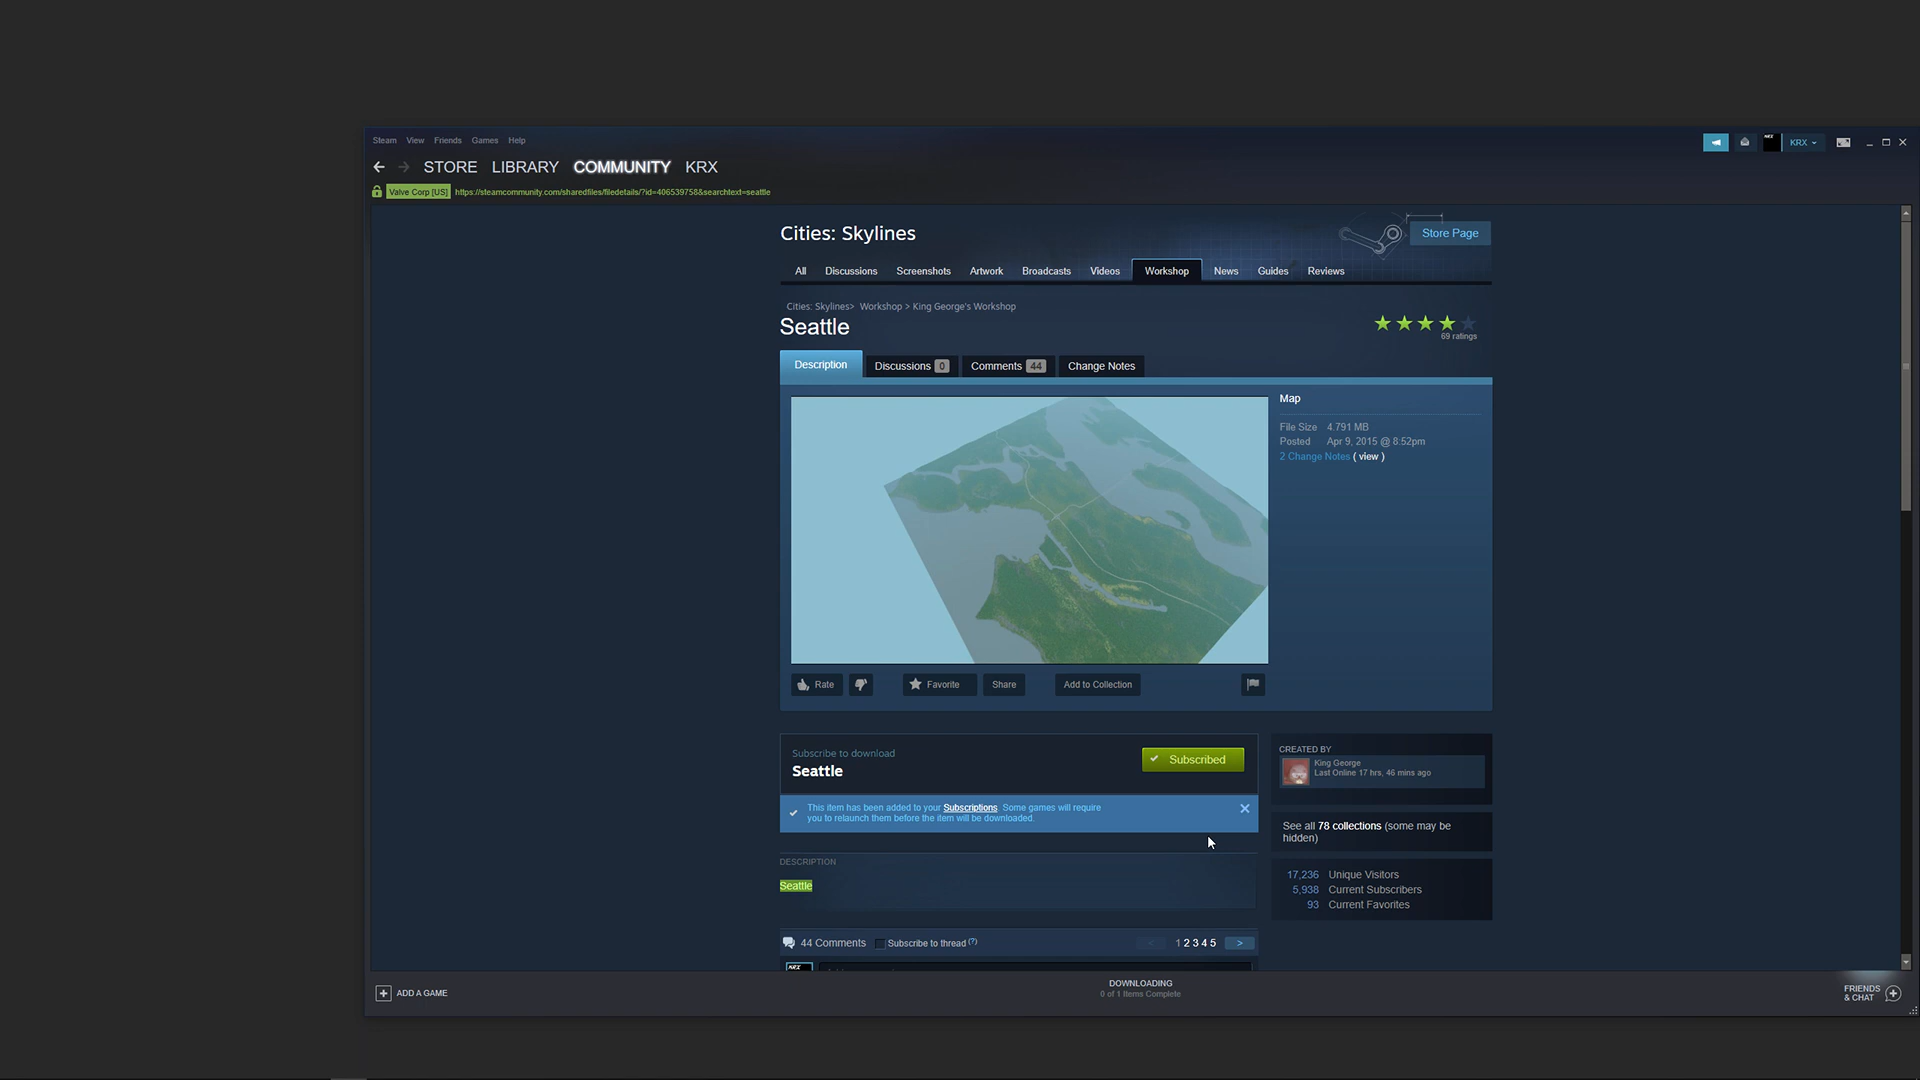 Steam View Friends Games Help
KRX
STORE LIBRARY COMMUNITY KRX
Valve Corp [US] https://steamcommunity.com/sharedfiles/filedetails/?id=406539758&searchtext=seattle
Cities: Skylines
Store Page
All Discussions Screenshots Artwork Broadcasts Videos Workshop News Guides Reviews
Cities: Skylines> Workshop > King George's Workshop
Seattle
69 ratings
Description Discussions 0 Comments 44 Change Notes
Map
File Size 4.791 MB
Posted Apr 9, 2015 @ 8:52pm
2 Change Notes ( view )
Rate Favorite Share Add to Collection
Subscribe to download
Seattle
Subscribed
This item has been added to your Subscriptions. Some games will require
you to relaunch them before the item will be downloaded.
CREATED BY
King George
Last Online 17 hrs, 46 mins ago
See all 78 collections (some may be
hidden)
17,236 Unique Visitors
5,938 Current Subscribers
93 Current Favorites
DESCRIPTION
Seattle
44 Comments Subscribe to thread (?)
< 1 2 3 4 5 >
ADD A GAME
DOWNLOADING
0 of 1 Items Complete
FRIENDS
& CHAT